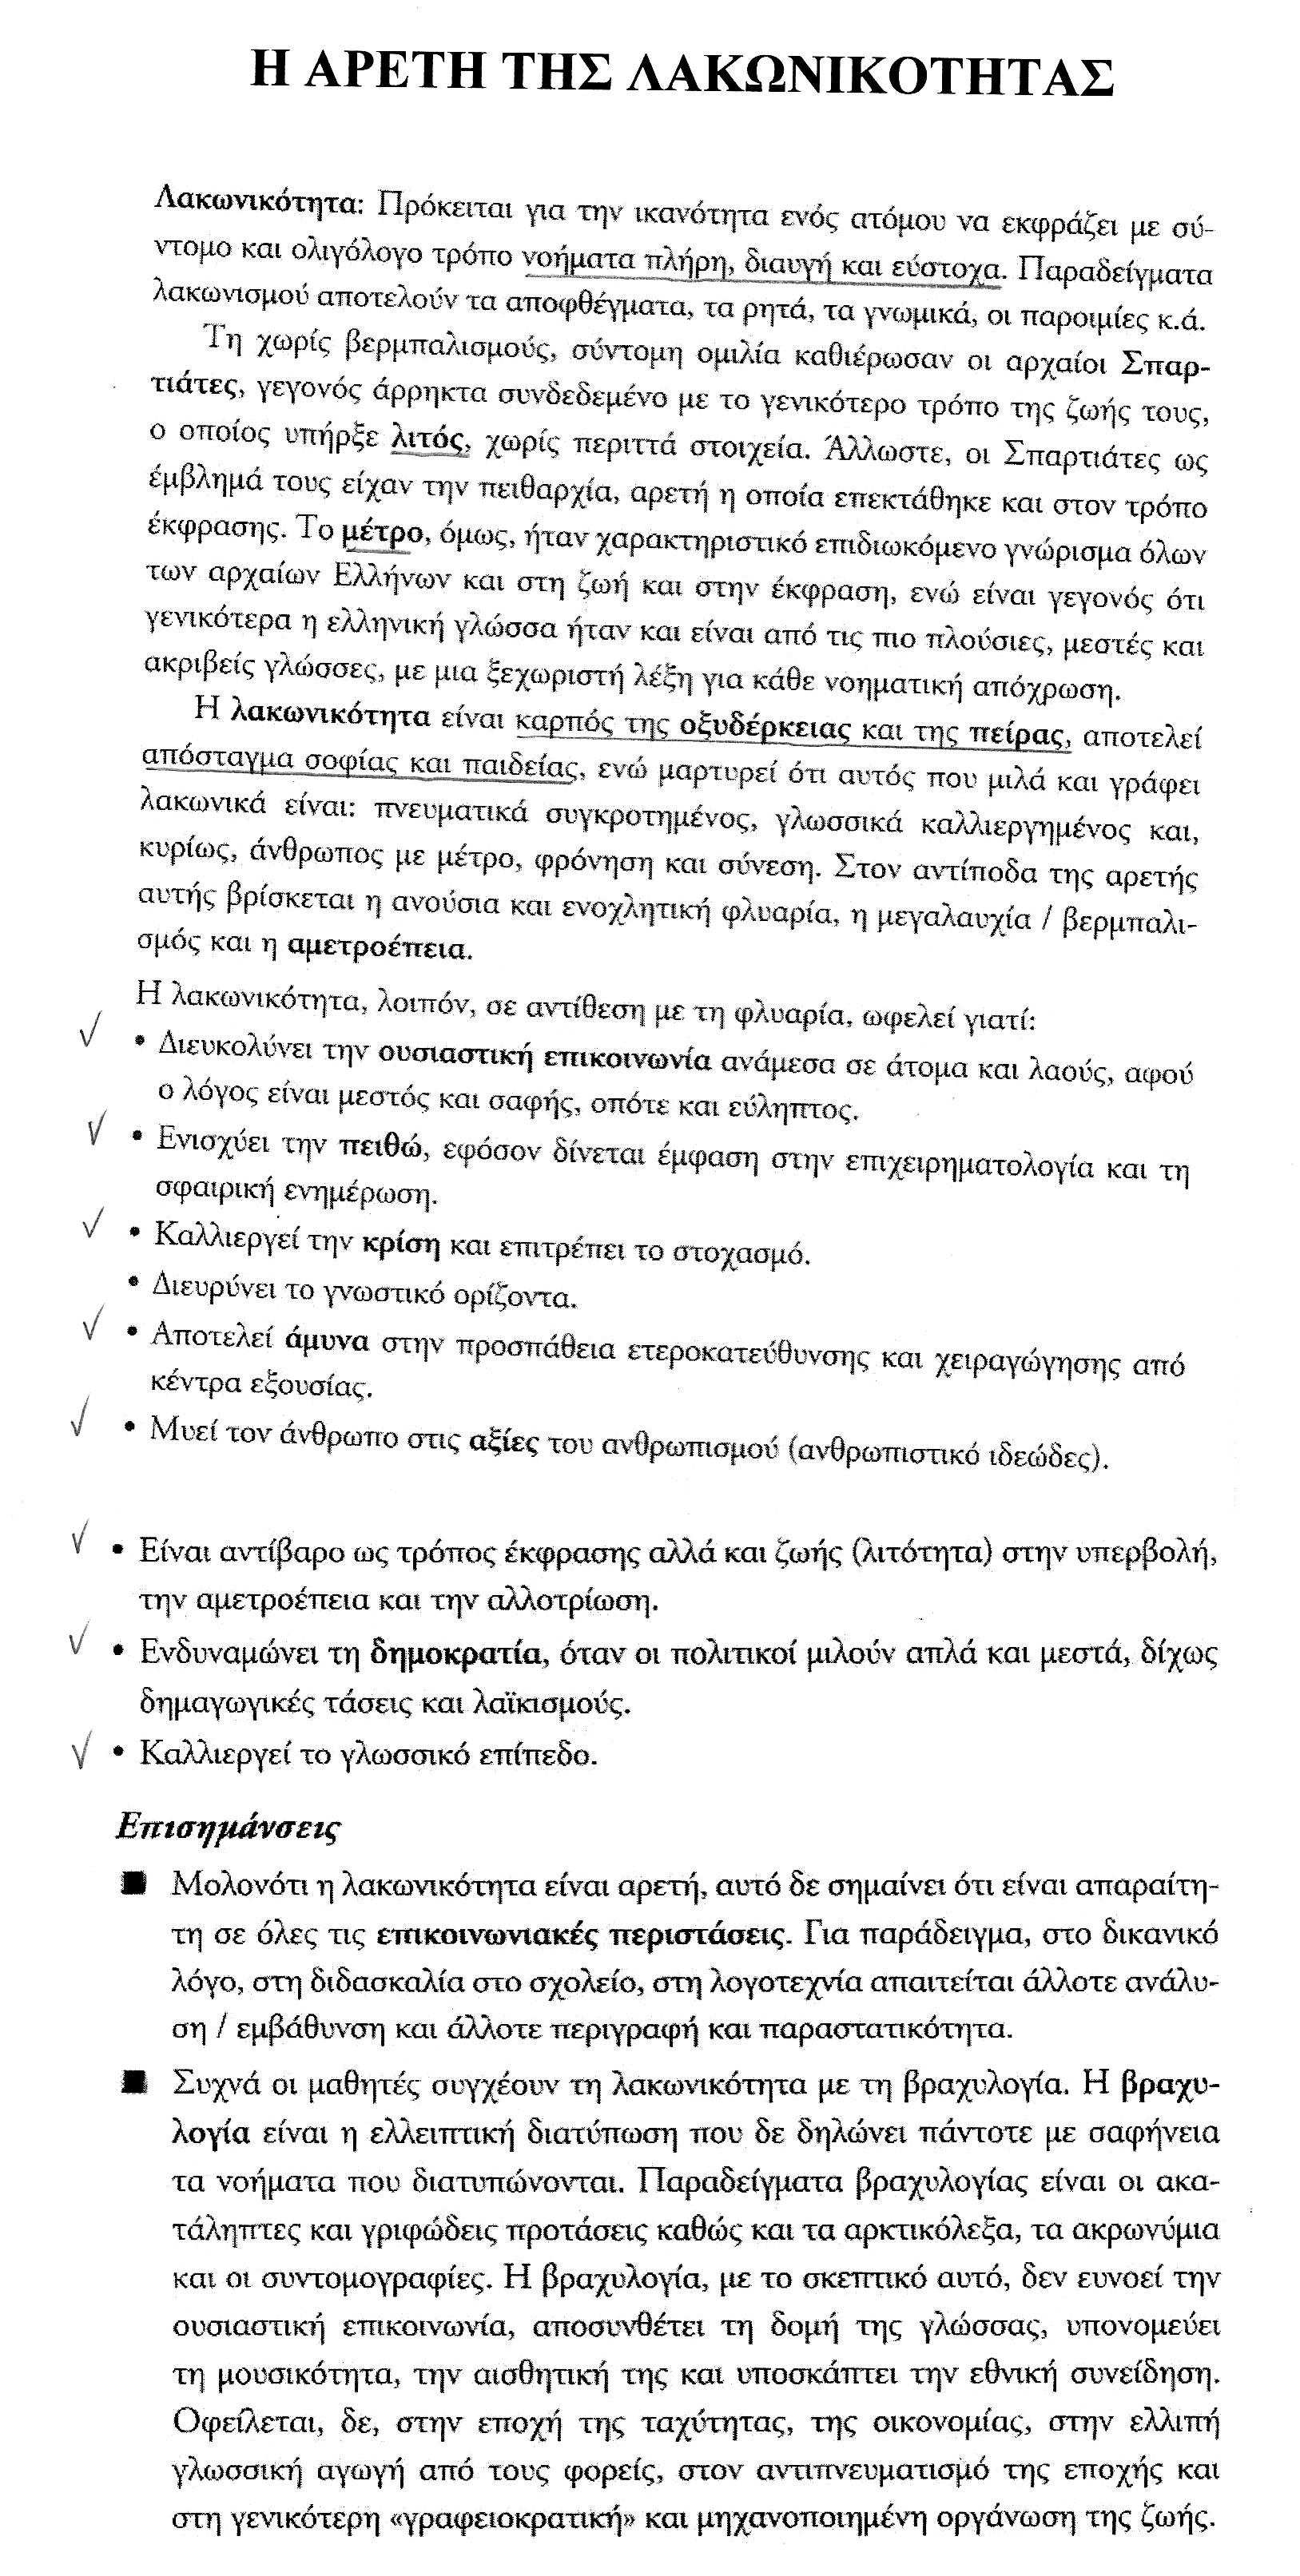 Η ΑΡΕΤΗ ΤΗΣ ΛΑΚΩΝΙΚΟΤΗΤΑΣ
Λακωνικότητα: Πρόκειται για την ικανότητα ενός ατόμου να εκφράζει με σύ-
ντομο και ολιγόλογο τρόπο νοήματα πλήρη, διαυγή και εύστοχα. Παραδείγματα
λακωνισμού αποτελούν τα αποφθέγματα, τα ρητά, τα γνωμικά, οι παροιμίες κ.ά.
Τη χωρίς βερμπαλισμούς, σύντομη ομιλία καθιέρωσαν οι αρχαίοι Σπαρ-
τιάτες, γεγονός άρρηκτα συνδεδεμένο με το γενικότερο τρόπο της ζωής τους,
ο οποίος υπήρξε λιτός, χωρίς περιττά στοιχεία. Άλλωστε, οι Σπαρτιάτες ως
έμβλημά τους είχαν την πειθαρχία, αρετή η οποία επεκτάθηκε και στον τρόπο
έκφρασης. Το μέτρο, όμως, ήταν χαρακτηριστικό επιδιωκόμενο γνώρισμα όλων
των αρχαίων Ελλήνων και στη ζωή και στην έκφραση, ενώ είναι γεγονός ότι
γενικότερα η ελληνική γλώσσα ήταν και είναι από τις πιο πλούσιες, μεστές και
ακριβείς γλώσσες, με μια ξεχωριστή λέξη για κάθε νοηματική απόχρωση.
Η λακωνικότητα είναι καρπός της οξυδέρκειας και της πείρας, αποτελεί
απόσταγμα σοφίας και παιδείας, ενώ μαρτυρεί ότι αυτός που μιλά και γράφει
λακωνικά είναι: πνευματικά συγκροτημένος, γλωσσικά καλλιεργημένος και,
κυρίως, άνθρωπος με μέτρο, φρόνηση και σύνεση. Στον αντίποδα της αρετής
αυτής βρίσκεται η ανούσια και ενοχλητική φλυαρία, η μεγαλαυχία / βερμπαλι-
σμός και η αμετροέπεια.
Η λακωνικότητα, λοιπόν, σε αντίθεση με τη φλυαρία, ωφελεί γιατί:
√ • Διευκολύνει την ουσιαστική επικοινωνία ανάμεσα σε άτομα και λαούς, αφού
ο λόγος είναι μεστός και σαφής, οπότε και εύληπτος.
√ • Ενισχύει την πειθώ, εφόσον δίνεται έμφαση στην επιχειρηματολογία και τη
σφαιρική ενημέρωση.
√ • Καλλιεργεί την κρίση και επιτρέπει το στοχασμό.
• Διευρύνει το γνωστικό ορίζοντα.
√ • Αποτελεί άμυνα στην προσπάθεια ετεροκατεύθυνσης και χειραγώγησης από
κέντρα εξουσίας.
√ • Μυεί τον άνθρωπο στις αξίες του ανθρωπισμού (ανθρωπιστικό ιδεώδες).
√ • Είναι αντίβαρο ως τρόπος έκφρασης αλλά και ζωής (λιτότητα) στην υπερβολή,
την αμετροέπεια και την αλλοτρίωση.
√ • Ενδυναμώνει τη δημοκρατία, όταν οι πολιτικοί μιλούν απλά και μεστά, δίχως
δημαγωγικές τάσεις και λαϊκισμούς.
√ • Καλλιεργεί το γλωσσικό επίπεδο.
Επισημάνσεις
■ Μολονότι η λακωνικότητα είναι αρετή, αυτό δε σημαίνει ότι είναι απαραίτη-
τη σε όλες τις επικοινωνιακές περιστάσεις. Για παράδειγμα, στο δικανικό
λόγο, στη διδασκαλία στο σχολείο, στη λογοτεχνία απαιτείται άλλοτε ανάλυ-
ση / εμβάθυνση και άλλοτε περιγραφή και παραστατικότητα.
■ Συχνά οι μαθητές συγχέουν τη λακωνικότητα με τη βραχυλογία. Η βραχυ-
λογία είναι η ελλειπτική διατύπωση που δε δηλώνει πάντοτε με σαφήνεια
τα νοήματα που διατυπώνονται. Παραδείγματα βραχυλογίας είναι οι ακα-
τάληπτες και γριφώδεις προτάσεις καθώς και τα αρκτικόλεξα, τα ακρωνύμια
και οι συντομογραφίες. Η βραχυλογία, με το σκεπτικό αυτό, δεν ευνοεί την
ουσιαστική επικοινωνία, αποσυνθέτει τη δομή της γλώσσας, υπονομεύει
τη μουσικότητα, την αισθητική της και υποσκάπτει την εθνική συνείδηση.
Οφείλεται, δε, στην εποχή της ταχύτητας, της οικονομίας, στην ελλιπή
γλωσσική αγωγή από τους φορείς, στον αντιπνευματισμό της εποχής και
στη γενικότερη «γραφειοκρατική» και μηχανοποιημένη οργάνωση της ζωής.